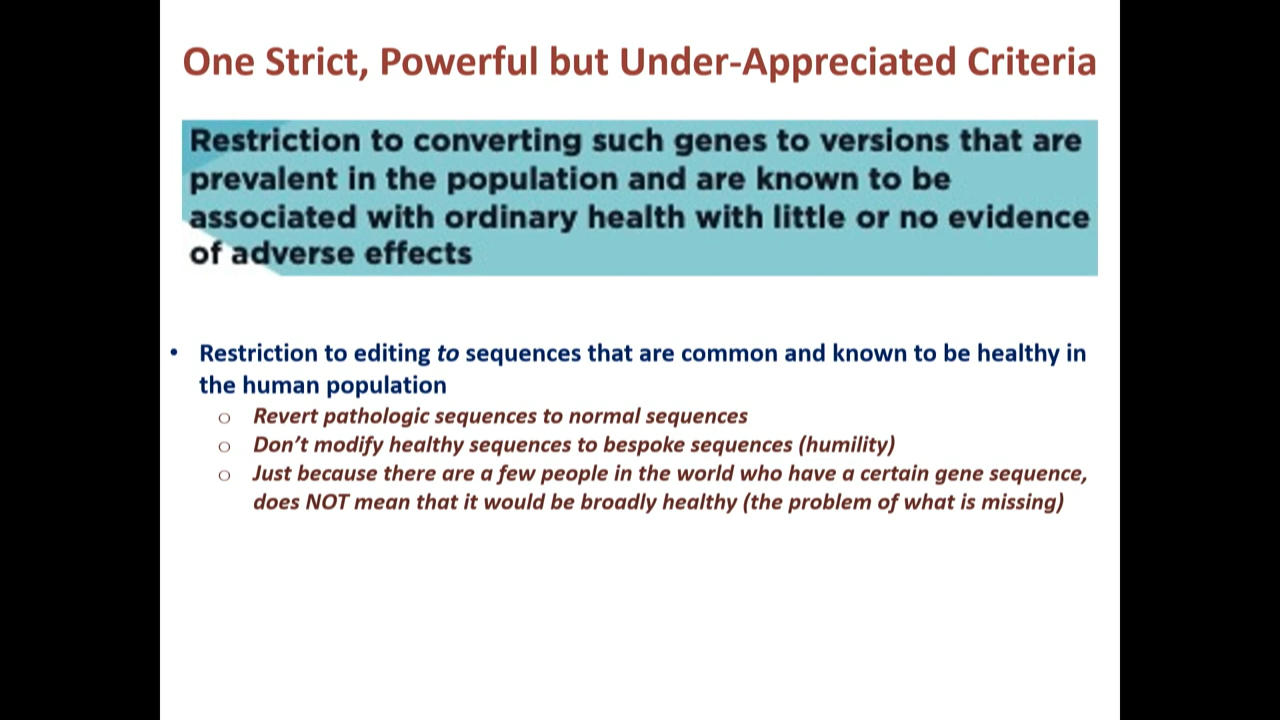 One Strict, Powerful but Under-Appreciated Criteria
Restriction to converting such genes to versions that are
prevalent in the population and are known to be
associated with ordinary health with little or no evidence
of adverse effects
• Restriction to editing to sequences that are common and known to be healthy in
the human population
o Revert pathologic sequences to normal sequences
o Don’t modify healthy sequences to bespoke sequences (humility)
o Just because there are a few people in the world who have a certain gene sequence,
does NOT mean that it would be broadly healthy (the problem of what is missing)